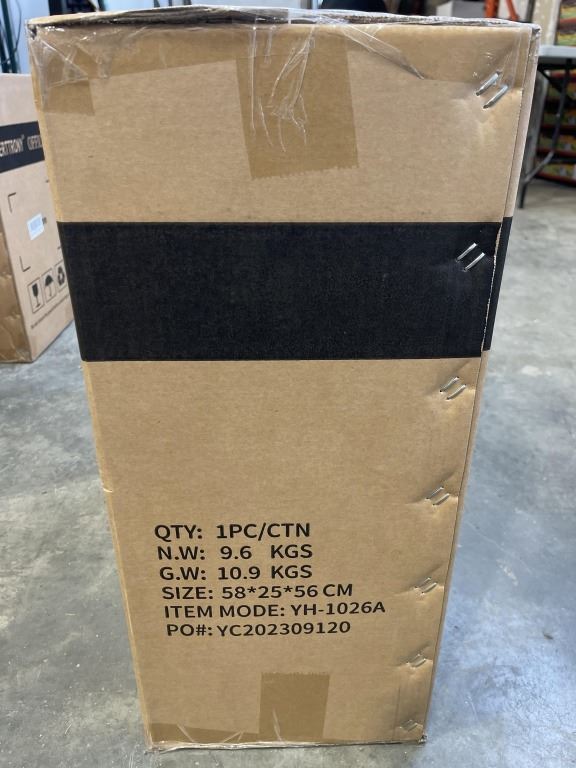 QTY: 1PC/CTN
N.W: 9.6 KGS
G.W: 10.9 KGS
SIZE: 58*25*56 CM
ITEM MODE: YH-1026A
PO#: YC202309120